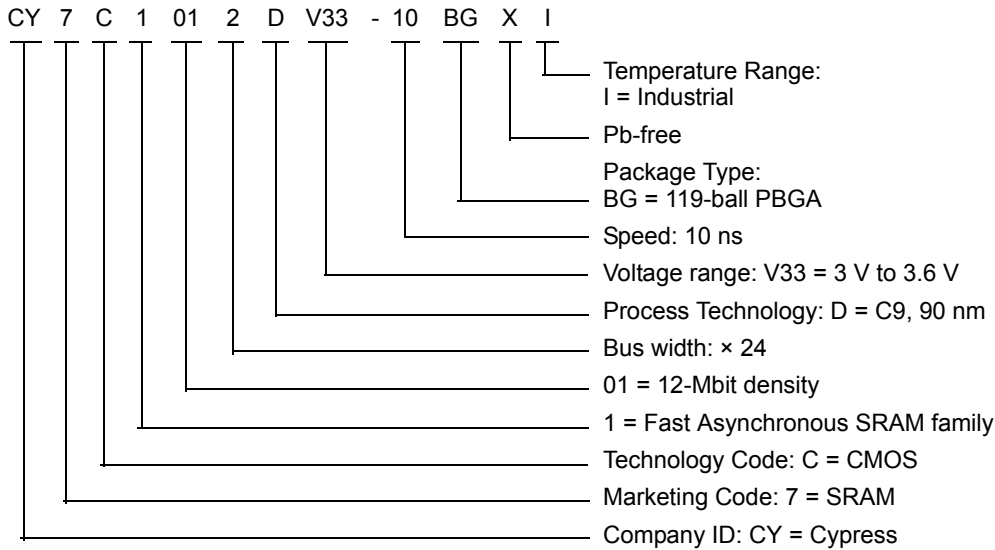 CY 7 C 1 01 2 D V33 - 10 BG X I
Temperature Range:
I = Industrial
Pb-free
Package Type:
BG = 119-ball PBGA
Speed: 10 ns
Voltage range: V33 = 3 V to 3.6 V
Process Technology: D = C9, 90 nm
Bus width: × 24
01 = 12-Mbit density
1 = Fast Asynchronous SRAM family
Technology Code: C = CMOS
Marketing Code: 7 = SRAM
Company ID: CY = Cypress